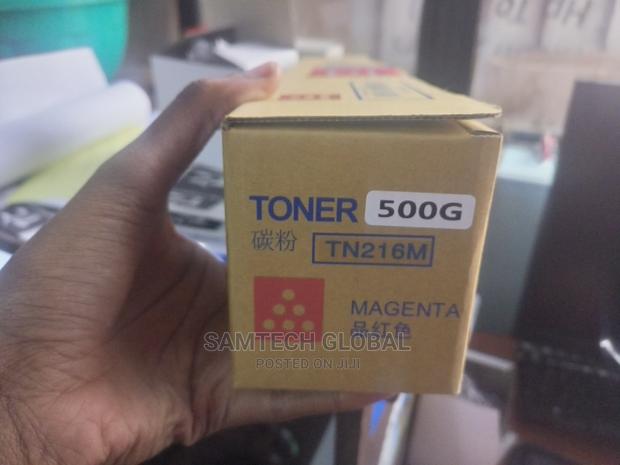 TONER 500G
碳粉 TN216M
MAGENTA
品红色
SAMTECH GLOBAL
POSTED ON JIJI